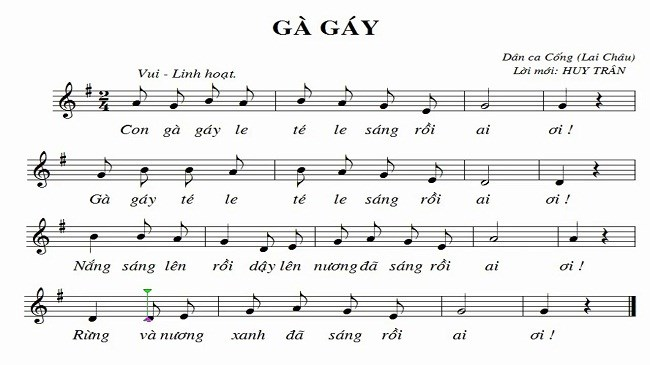 GÀ GÁY
Dân ca Cống (Lai Châu)
Vui - Linh hoạt.
Lời mới: HUY TRÂN
2
4
Con gà gáy le té le sáng rồi ai ơi !
Gà gáy té le té le sáng rồi ai ơi !
Nắng sáng lên rồi dậy lên nương đã sáng rồi ai ơi !
Rừng và nương xanh đã sáng rồi ai ơi !